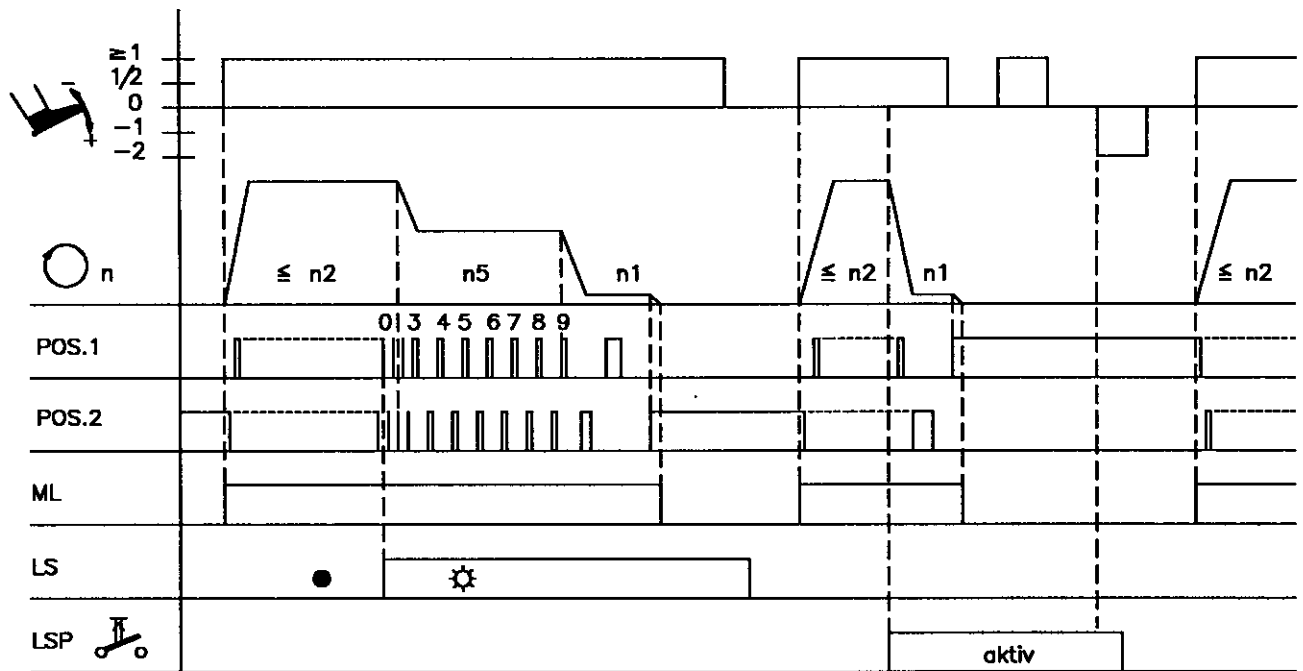 ≥1
1/2
0
−1
−2
−
+
n
≤ n2
n5
n1
≤ n2
n1
≤ n2
0 3 4 5 6 7 8 9
POS.1
POS.2
ML
LS
LSP
aktiv